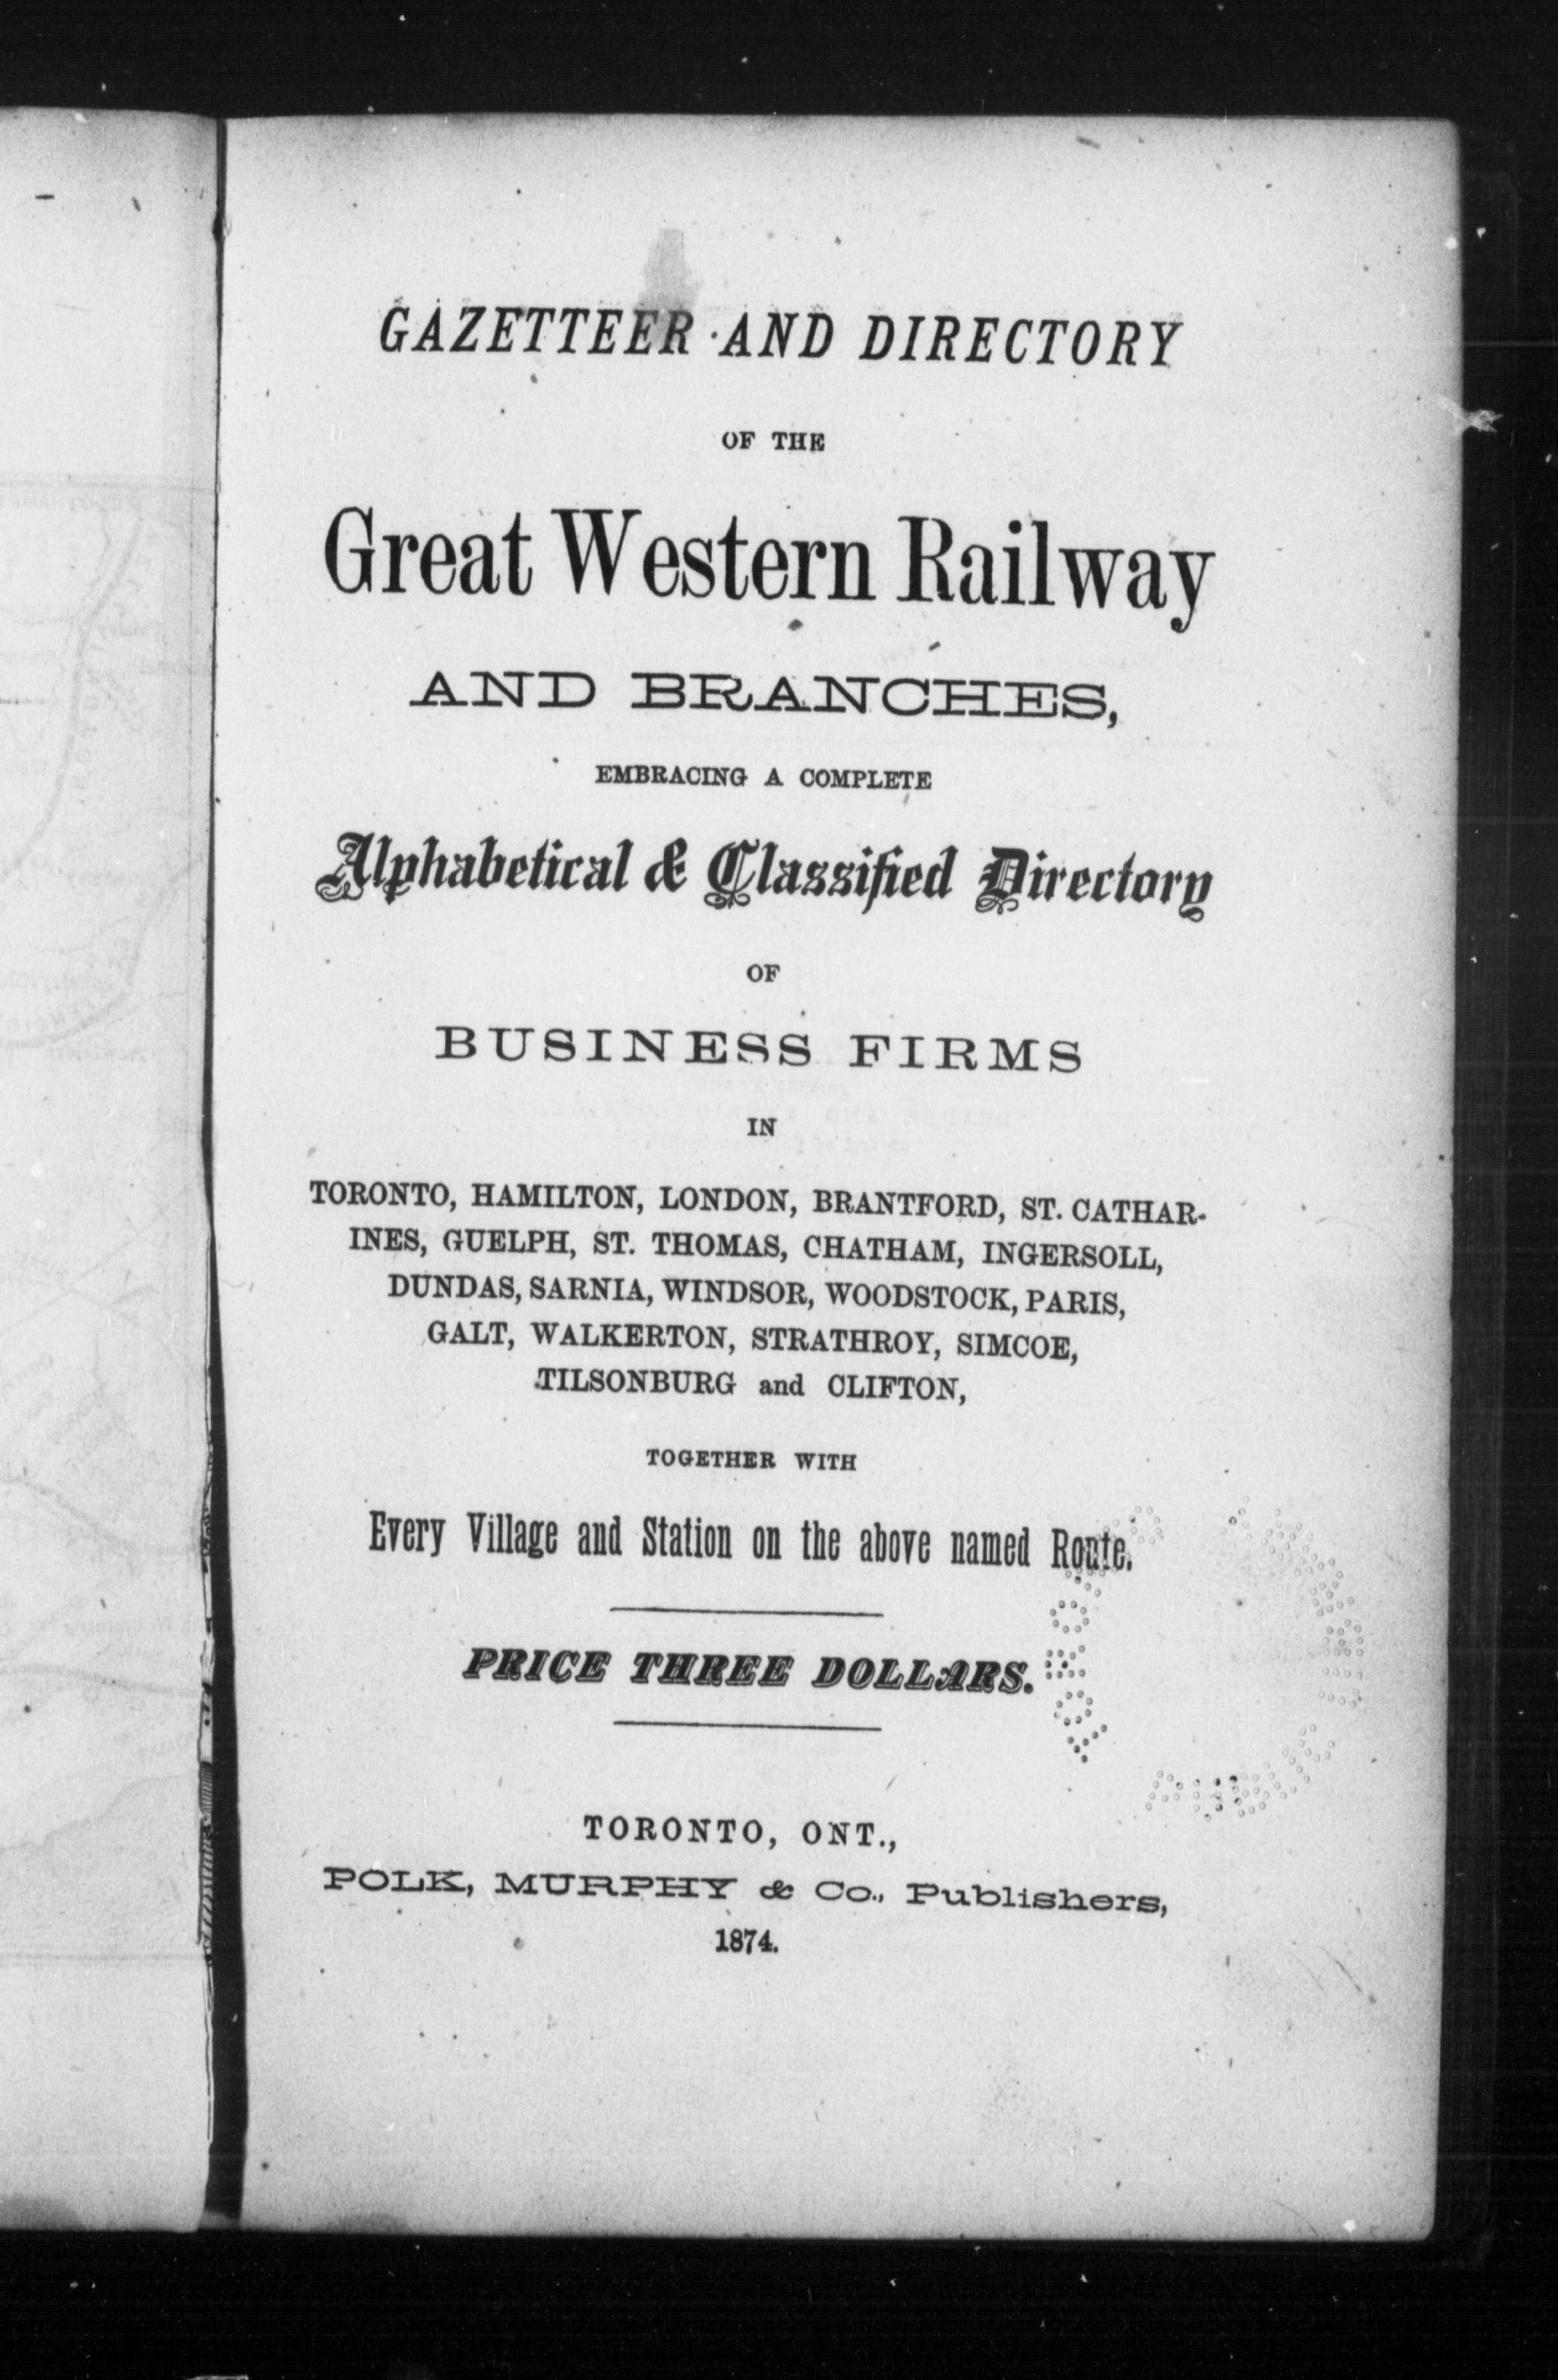 GAZETTEER AND DIRECTORY
OF THE
Great Western Railway
AND BRANCHES,
EMBRACING A COMPLETE
Alphabetical & Classified Directory
OF
BUSINESS FIRMS
IN
TORONTO, HAMILTON, LONDON, BRANTFORD, ST. CATHAR-
INES, GUELPH, ST. THOMAS, CHATHAM, INGERSOLL,
DUNDAS, SARNIA, WINDSOR, WOODSTOCK, PARIS,
GALT, WALKERTON, STRATHROY, SIMCOE,
TILSONBURG and CLIFTON,
TOGETHER WITH
Every Village and Station on the above named Route.
PRICE THREE DOLLARS.
TORONTO, ONT.,
POLK, MURPHY & Co., Publishers,
1874.